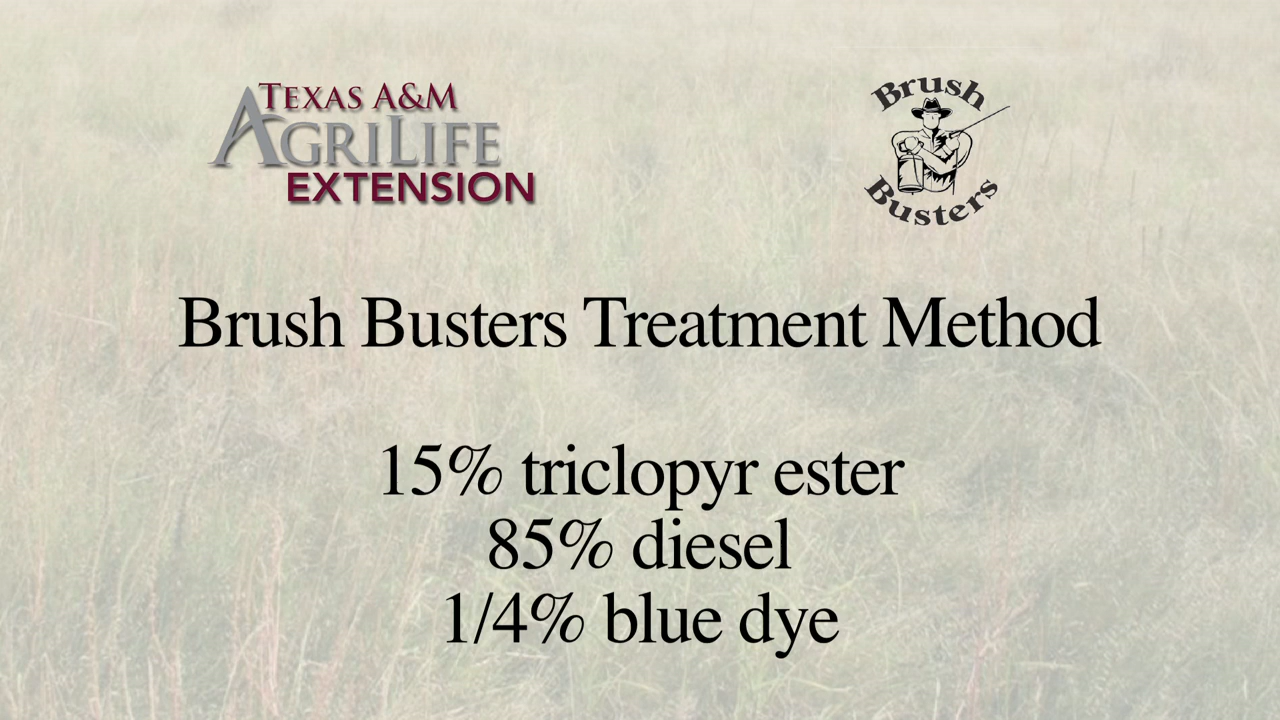 TEXAS A&M
AGRILIFE
EXTENSION
Brush
Busters
Brush Busters Treatment Method
15% triclopyr ester
85% diesel
1/4% blue dye